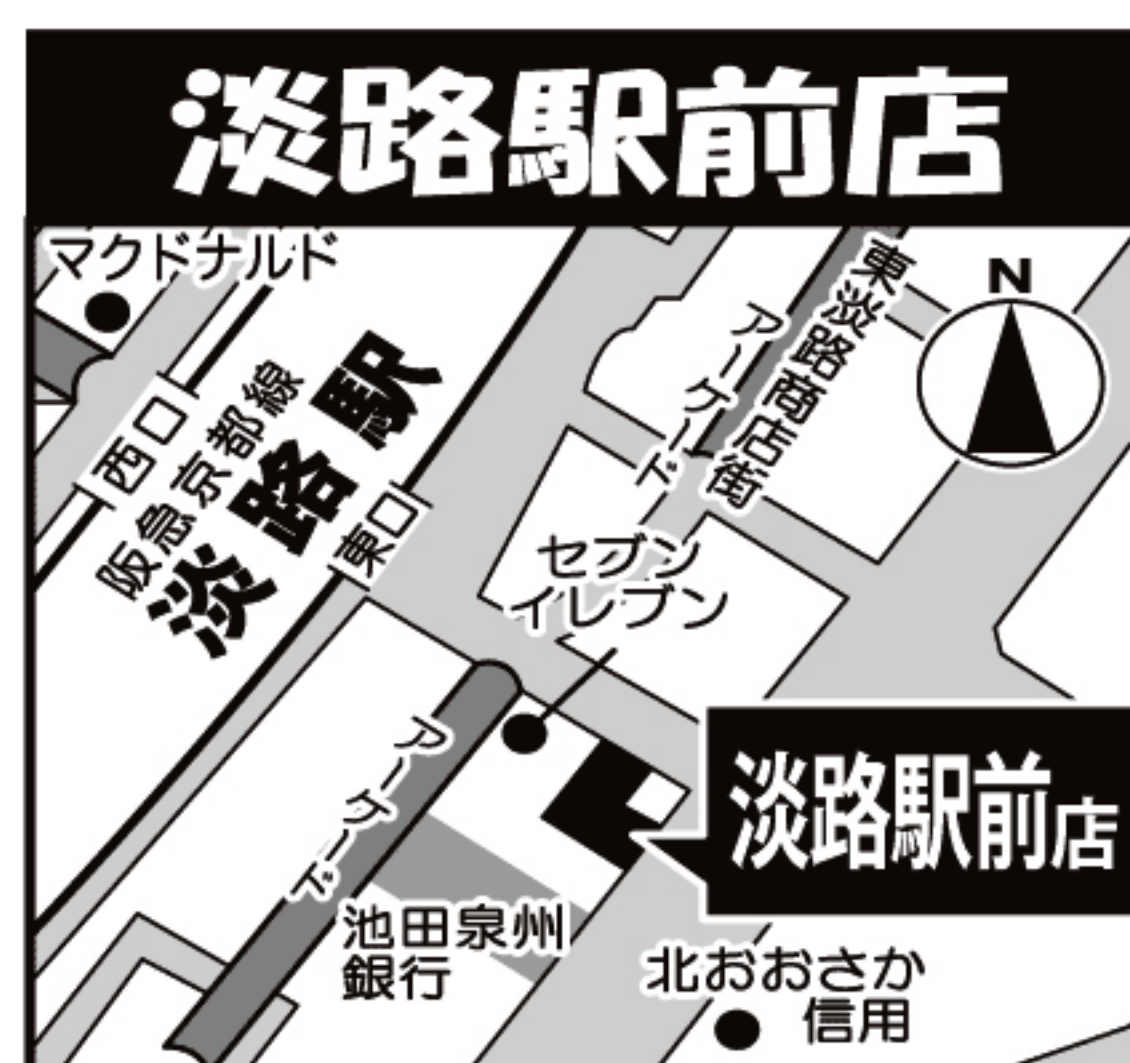 淡路駅前店
マクドナルド
N
東淡路商店街
アーケード
西口
阪急京都線
淡路駅
東口
セブン
イレブン
アーケード
淡路駅前店
池田泉州
銀行
北おおさか
信用